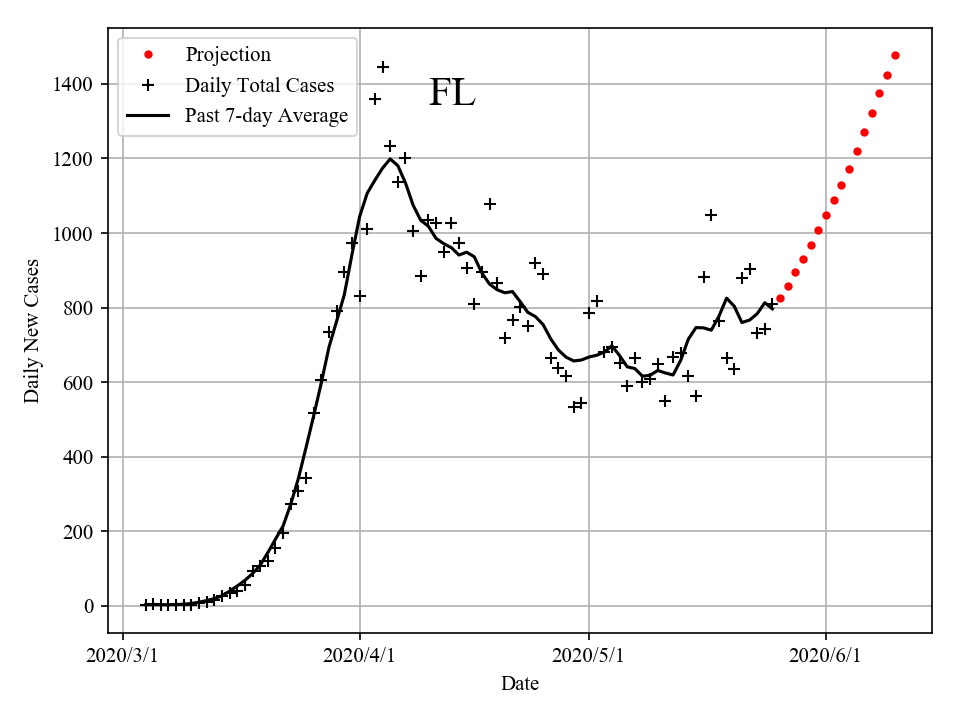 Projection
Daily Total Cases
Past 7-day Average
FL
1400
1200
1000
800
600
400
200
0
Daily New Cases
2020/3/1
2020/4/1
2020/5/1
2020/6/1
Date